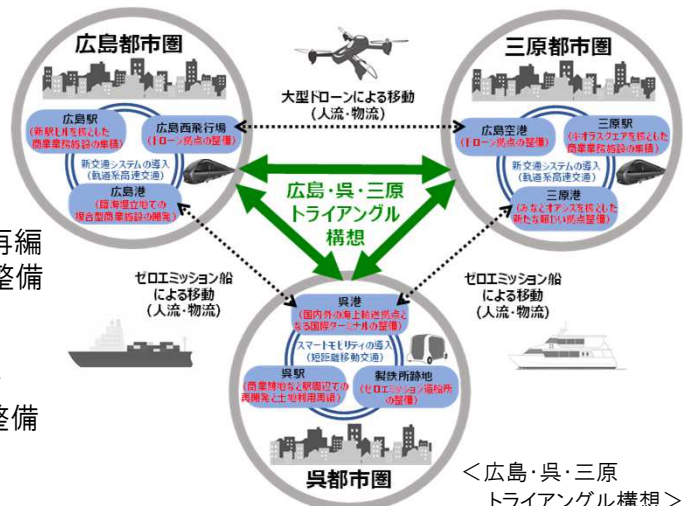 広島都市圏
広島駅
(新駅ビルを核とした
商業業務施設の集積)
広島西飛行場
(ドローン拠点の整備)
新交通システムの導入
(軌道系高速交通)
広島港
(臨海埋立地での
複合型商業施設の開発)
大型ドローンによる移動
(人流・物流)
三原都市圏
広島空港
(ドローン拠点の整備)
三原駅
(キオラスクエアを核とした
商業業務施設の集積)
新交通システムの導入
(軌道系高速交通)
三原港
(みなとオアシスを核とした
新たな賑わい拠点整備)
広島・呉・三原
トライアングル
構想
再編
整備
整備
ゼロエミッション船
による移動
(人流・物流)
ゼロエミッション船
による移動
(人流・物流)
呉港
(国内外の海上輸送拠点と
なる国際ターミナルの整備)
スマートモビリティの導入
(短距離移動交通)
呉駅
(商業跡地など駅周辺での
再開発と土地利用再編)
製鉄所跡地
(ゼロエミッション造船所
の整備)
呉都市圏
<広島・呉・三原
トライアングル構想>